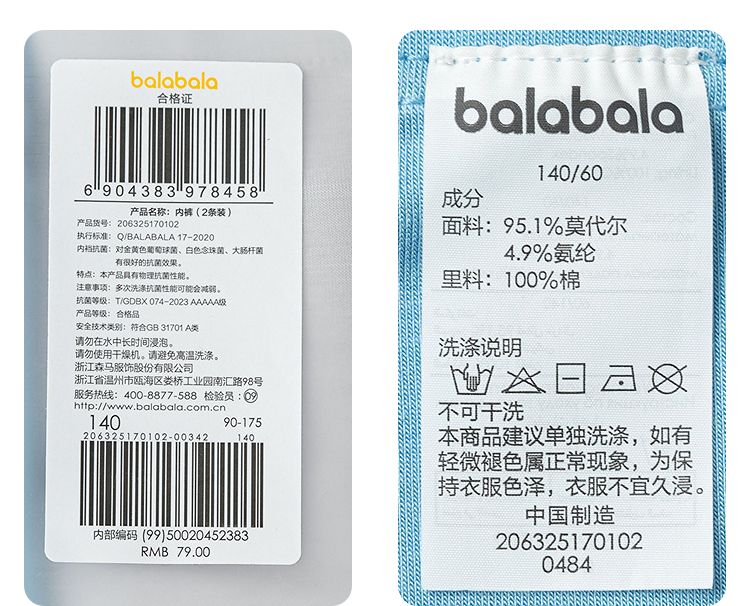 balabala
合格证
6 904383 978458
产品名称：内裤（2条装）
产品货号：206325170102
执行标准：Q/BALABALA 17-2020
内裆抗菌：对金黄色葡萄球菌、白色念珠菌、大肠杆菌
有很好的抗菌效果。
特点：本产品具有物理抗菌性能。
注意事项：多次洗涤抗菌性能可能会减弱。
抗菌等级：T/GDBX 074-2023 AAAAA级
产品等级：合格品
安全技术类别：符合GB 31701 A类
请勿在水中长时间浸泡。
请勿使用干燥机。请避免高温洗涤。
浙江森马服饰股份有限公司
浙江省温州市瓯海区娄桥工业园南汇路98号
服务热线：400-8877-588 检验员：09
http://www.balabala.com.cn
140 90-175
206325170102-00342 140
内部编码 (99)50020452383
RMB 79.00
balabala
140/60
成分
面料：95.1%莫代尔
4.9%氨纶
里料：100%棉
洗涤说明
不可干洗
本商品建议单独洗涤，如有
轻微褪色属正常现象，为保
持衣服色泽，衣服不宜久浸。
中国制造
206325170102
0484